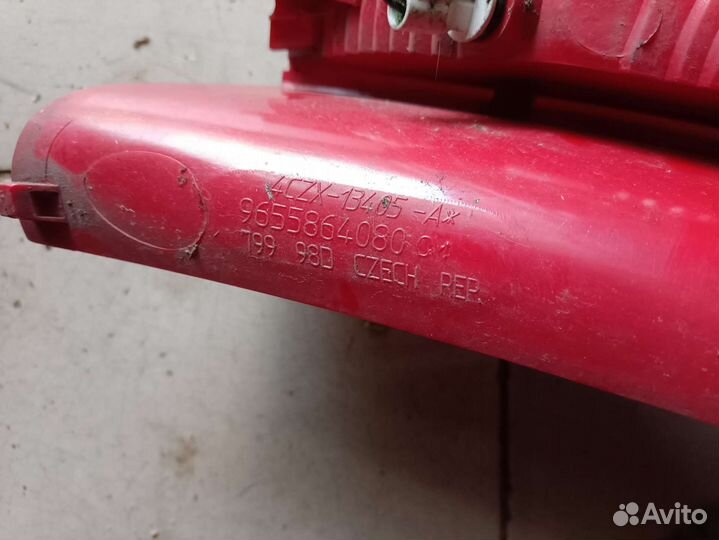 4CZX-13405 -A*
9655864080
799 98D CZECH REP.
Avito